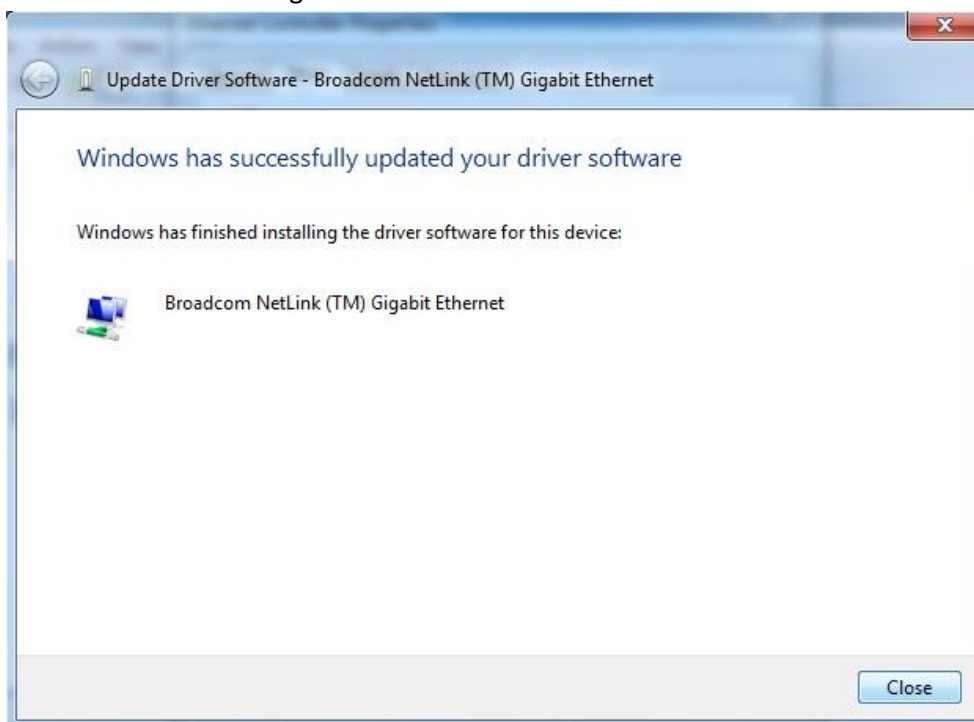 Update Driver Software - Broadcom NetLink (TM) Gigabit Ethernet
Windows has successfully updated your driver software
Windows has finished installing the driver software for this device:
Broadcom NetLink (TM) Gigabit Ethernet
Close